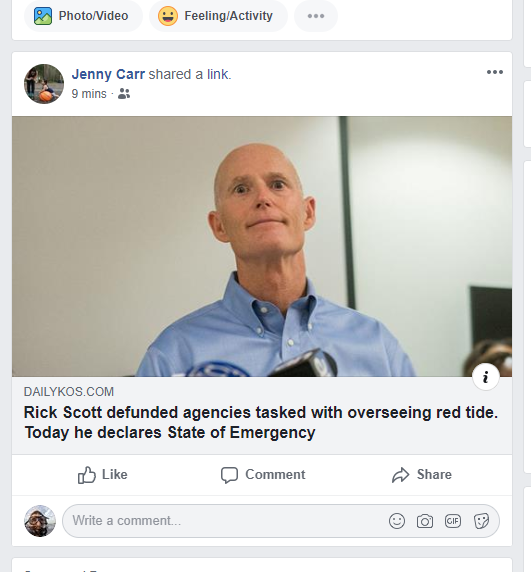 Photo/Video
Feeling/Activity
Jenny Carr shared a link.
9 mins ·
DAILYKOS.COM
Rick Scott defunded agencies tasked with overseeing red tide.
Today he declares State of Emergency
Like
Comment
Share
Write a comment...
GIF